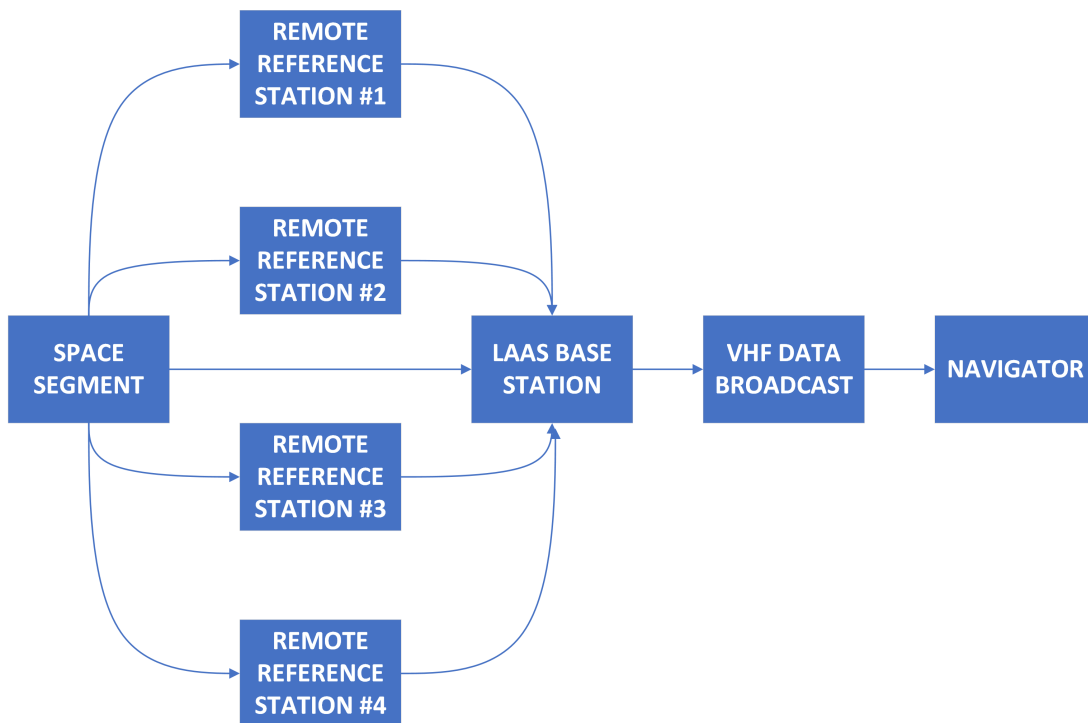 REMOTE
REFERENCE
STATION #1
REMOTE
REFERENCE
STATION #2
SPACE
SEGMENT
LAAS BASE
STATION
VHF DATA
BROADCAST
NAVIGATOR
REMOTE
REFERENCE
STATION #3
REMOTE
REFERENCE
STATION #4